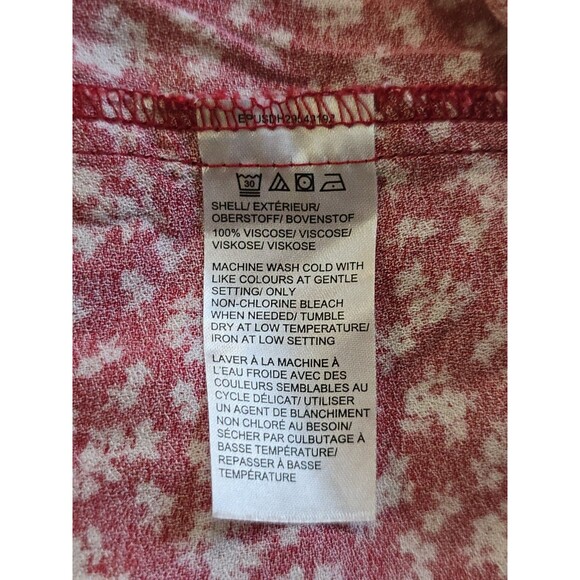 30
SHELL/ EXTÉRIEUR/
OBERSTOFF/ BOVENSTOF
100% VISCOSE/ VISCOSE/
VISKOSE/ VISKOSE
MACHINE WASH COLD WITH
LIKE COLOURS AT GENTLE
SETTING/ ONLY
NON-CHLORINE BLEACH
WHEN NEEDED/ TUMBLE
DRY AT LOW TEMPERATURE/
IRON AT LOW SETTING
LAVER À LA MACHINE À
L'EAU FROIDE AVEC DES
COULEURS SEMBLABLES AU
CYCLE DÉLICAT/ UTILISER
UN AGENT DE BLANCHIMENT
NON CHLORÉ AU BESOIN/
SÉCHER PAR CULBUTAGE À
BASSE TEMPÉRATURE/
REPASSER À BASSE
TEMPÉRATURE